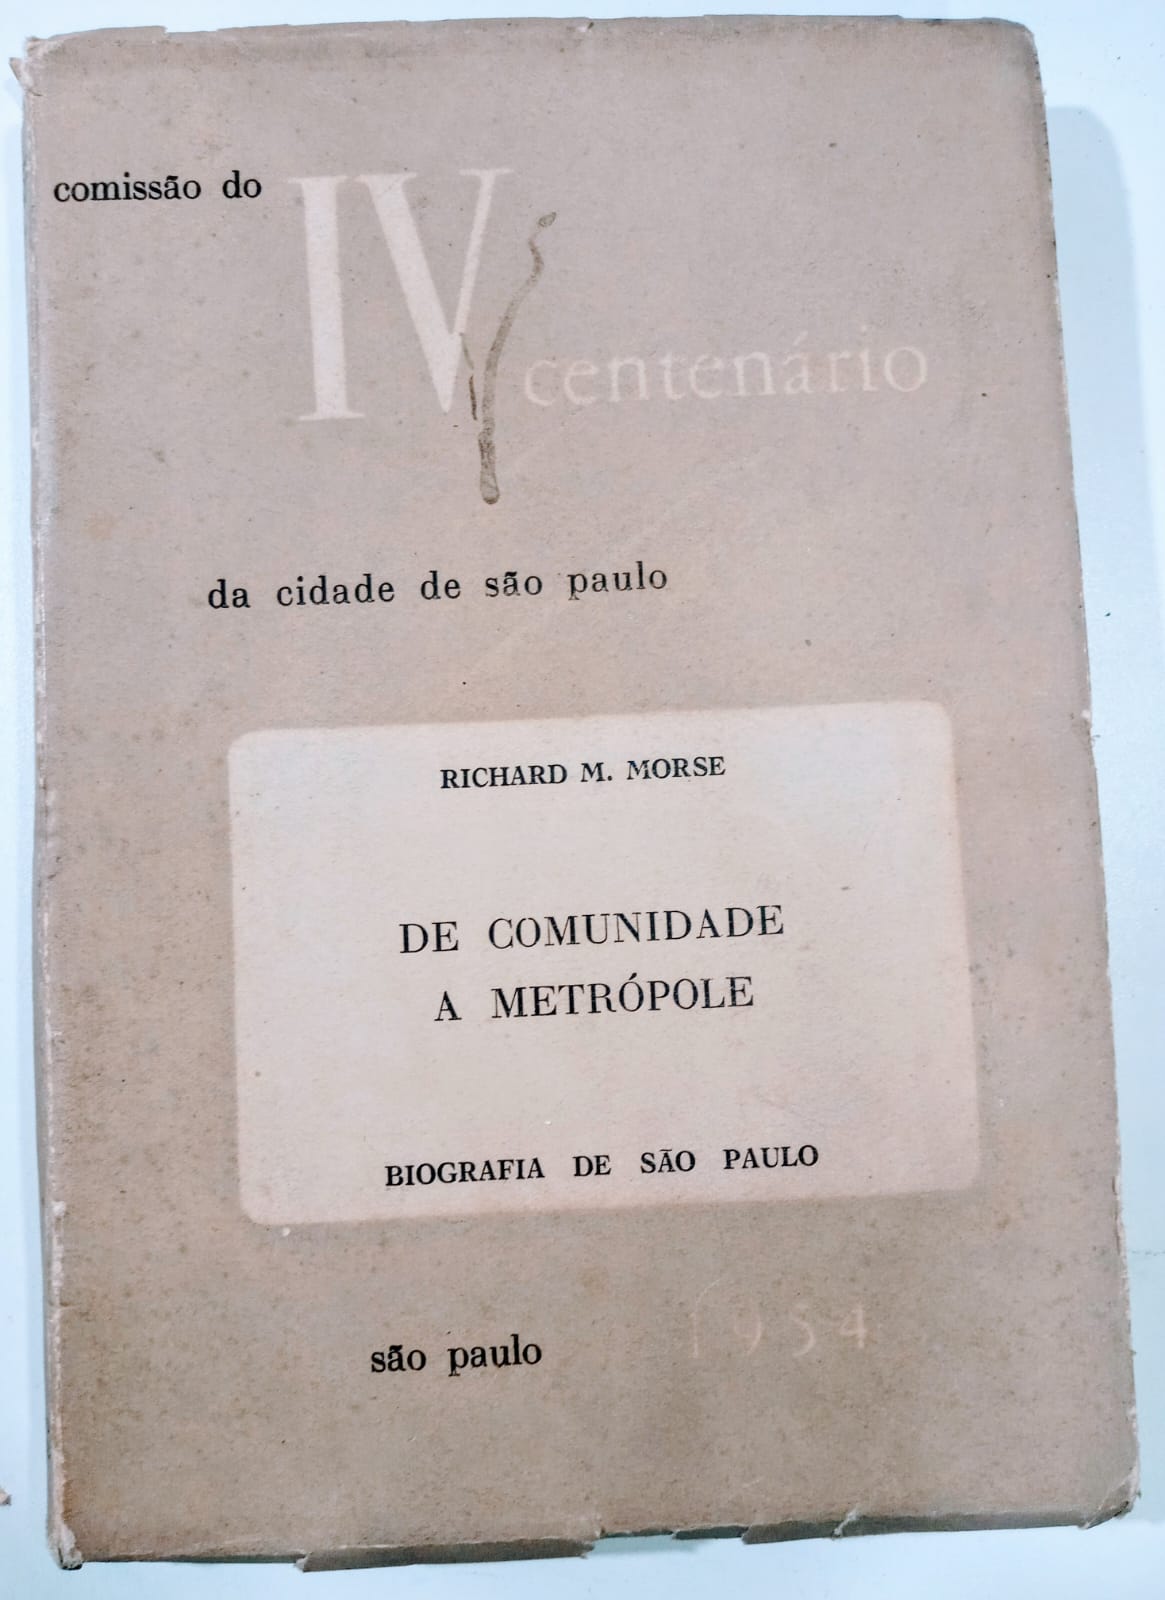 comissão do
IV
centenário
da cidade de são paulo
RICHARD M. MORSE
DE COMUNIDADE
A METRÓPOLE
BIOGRAFIA DE SÃO PAULO
são paulo 1954